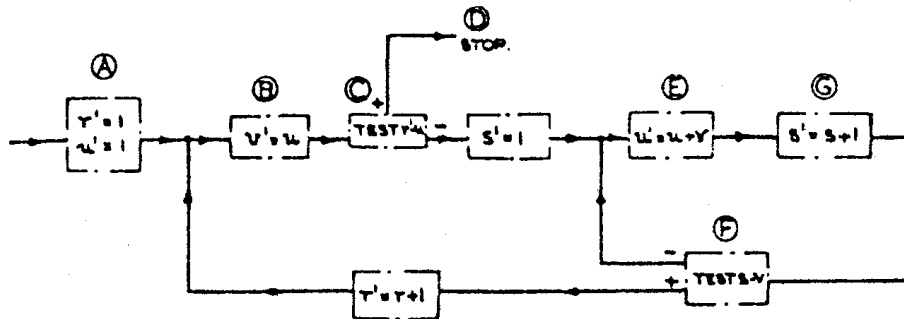 D
STOP.
A
B
C
E
G
+
r'=1
u'=1
v'=u
TEST
-
s'=1
u'=u+v
s'=s+1
F
-
+
TEST s-r
r'=r+1